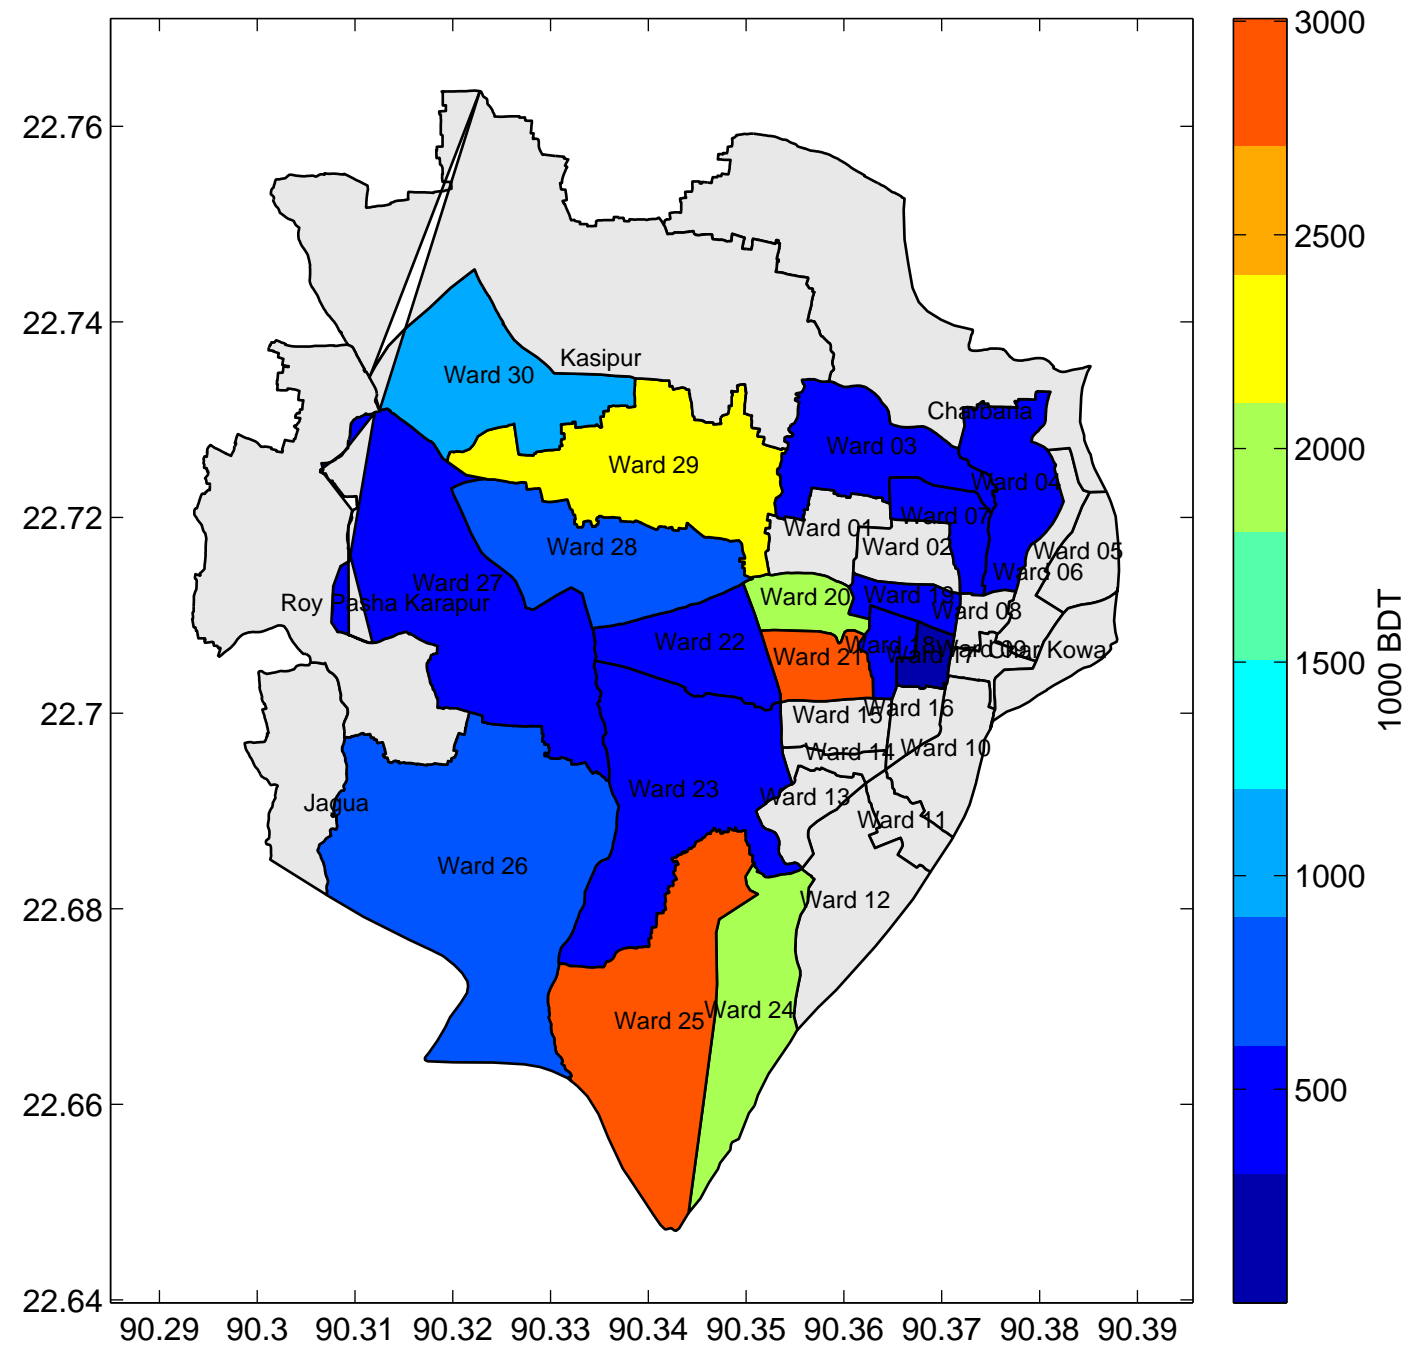 3000
22.76
2500
22.74
Kasipur
Ward 30
Charbaria
Ward 03
2000
Ward 29
Ward 04
22.72
Ward 07
Ward 01
Ward 28
Ward 02
Ward 05
Ward 06
Ward 27
Ward 20
Ward 19
Roy Pasha Karapur
Ward 08
Ward 22
Ward 18
Ward 21
Ward 17
Ward 09
Char Kowa
1500
1000 BDT
22.7
Ward 15
Ward 16
Ward 14
Ward 10
Ward 23
Ward 13
Jagua
Ward 11
Ward 26
1000
22.68
Ward 12
Ward 24
Ward 25
22.66
500
22.64
90.29 90.3 90.31 90.32 90.33 90.34 90.35 90.36 90.37 90.38 90.39